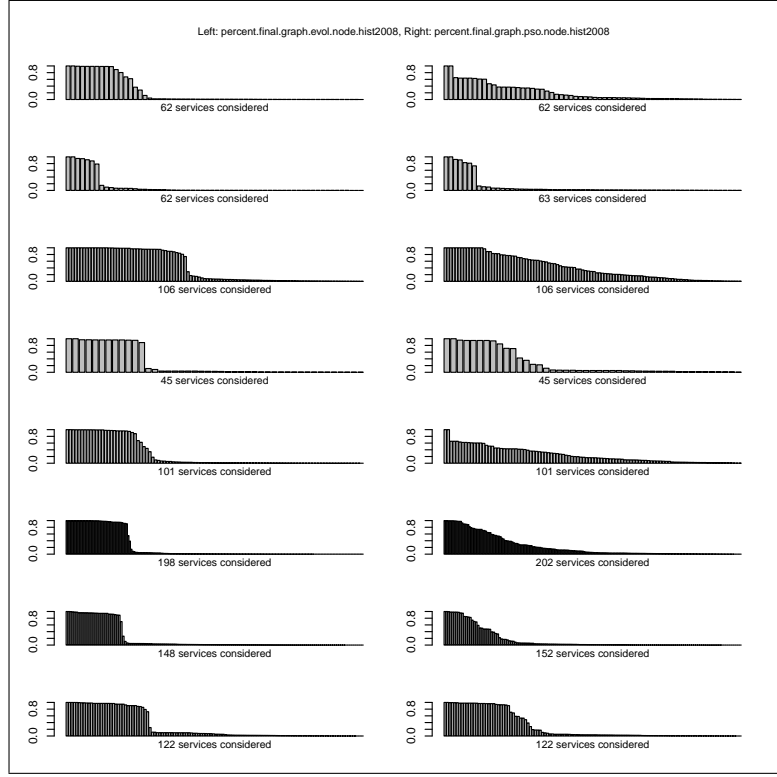 Left: percent.final.graph.evol.node.hist2008, Right: percent.final.graph.pso.node.hist2008
0.0 0.8
62 services considered
0.0 0.8
62 services considered
0.0 0.8
62 services considered
0.0 0.8
63 services considered
0.0 0.8
106 services considered
0.0 0.8
106 services considered
0.0 0.8
45 services considered
0.0 0.8
45 services considered
0.0 0.8
101 services considered
0.0 0.8
101 services considered
0.0 0.8
198 services considered
0.0 0.8
202 services considered
0.0 0.8
148 services considered
0.0 0.8
152 services considered
0.0 0.8
122 services considered
0.0 0.8
122 services considered